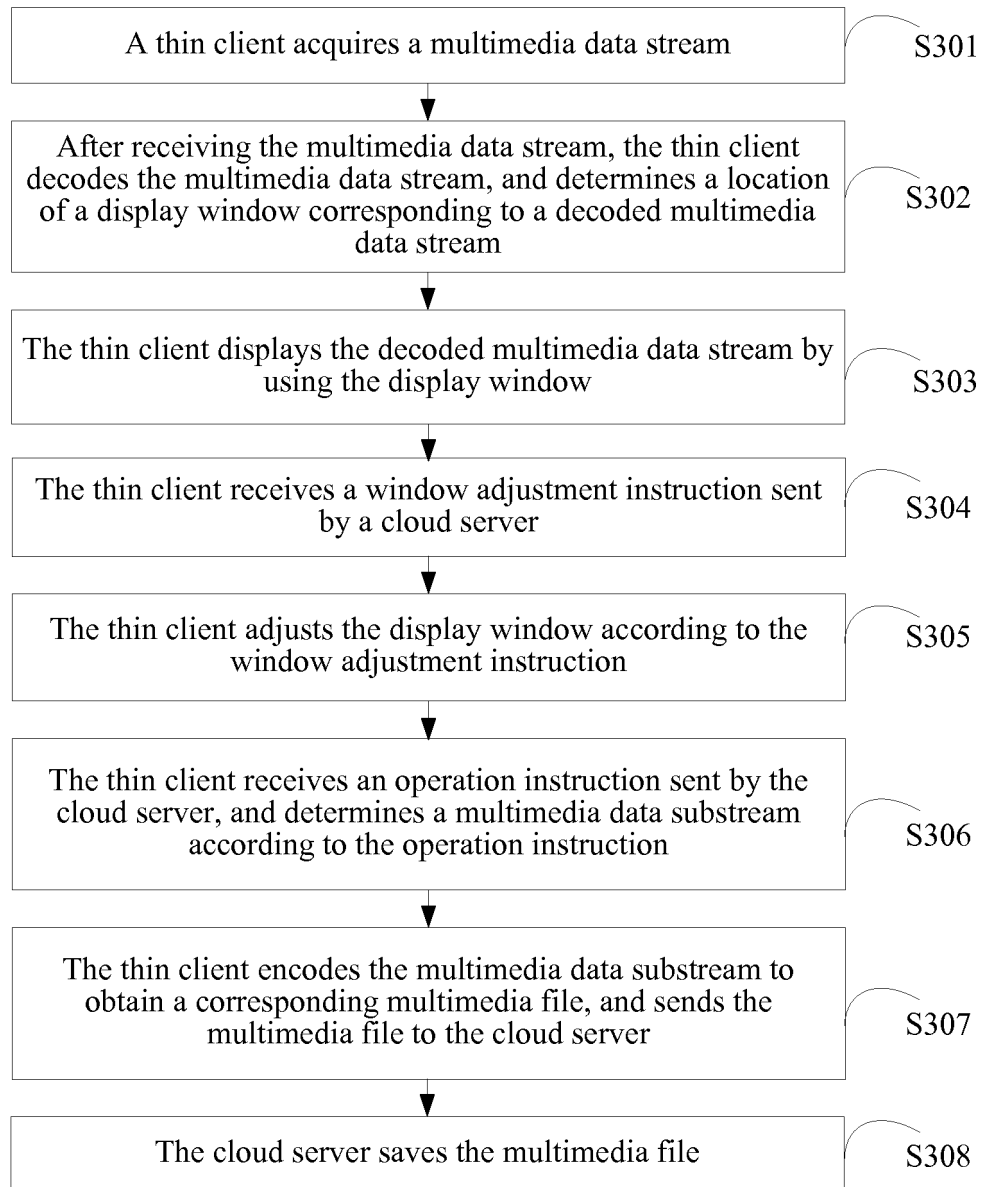 A thin client acquires a multimedia data stream
S301
After receiving the multimedia data stream, the thin client
decodes the multimedia data stream, and determines a location
of a display window corresponding to a decoded multimedia
data stream
S302
The thin client displays the decoded multimedia data stream by
using the display window
S303
The thin client receives a window adjustment instruction sent
by a cloud server
S304
The thin client adjusts the display window according to the
window adjustment instruction
S305
The thin client receives an operation instruction sent by the
cloud server, and determines a multimedia data substream
according to the operation instruction
S306
The thin client encodes the multimedia data substream to
obtain a corresponding multimedia file, and sends the
multimedia file to the cloud server
S307
The cloud server saves the multimedia file
S308